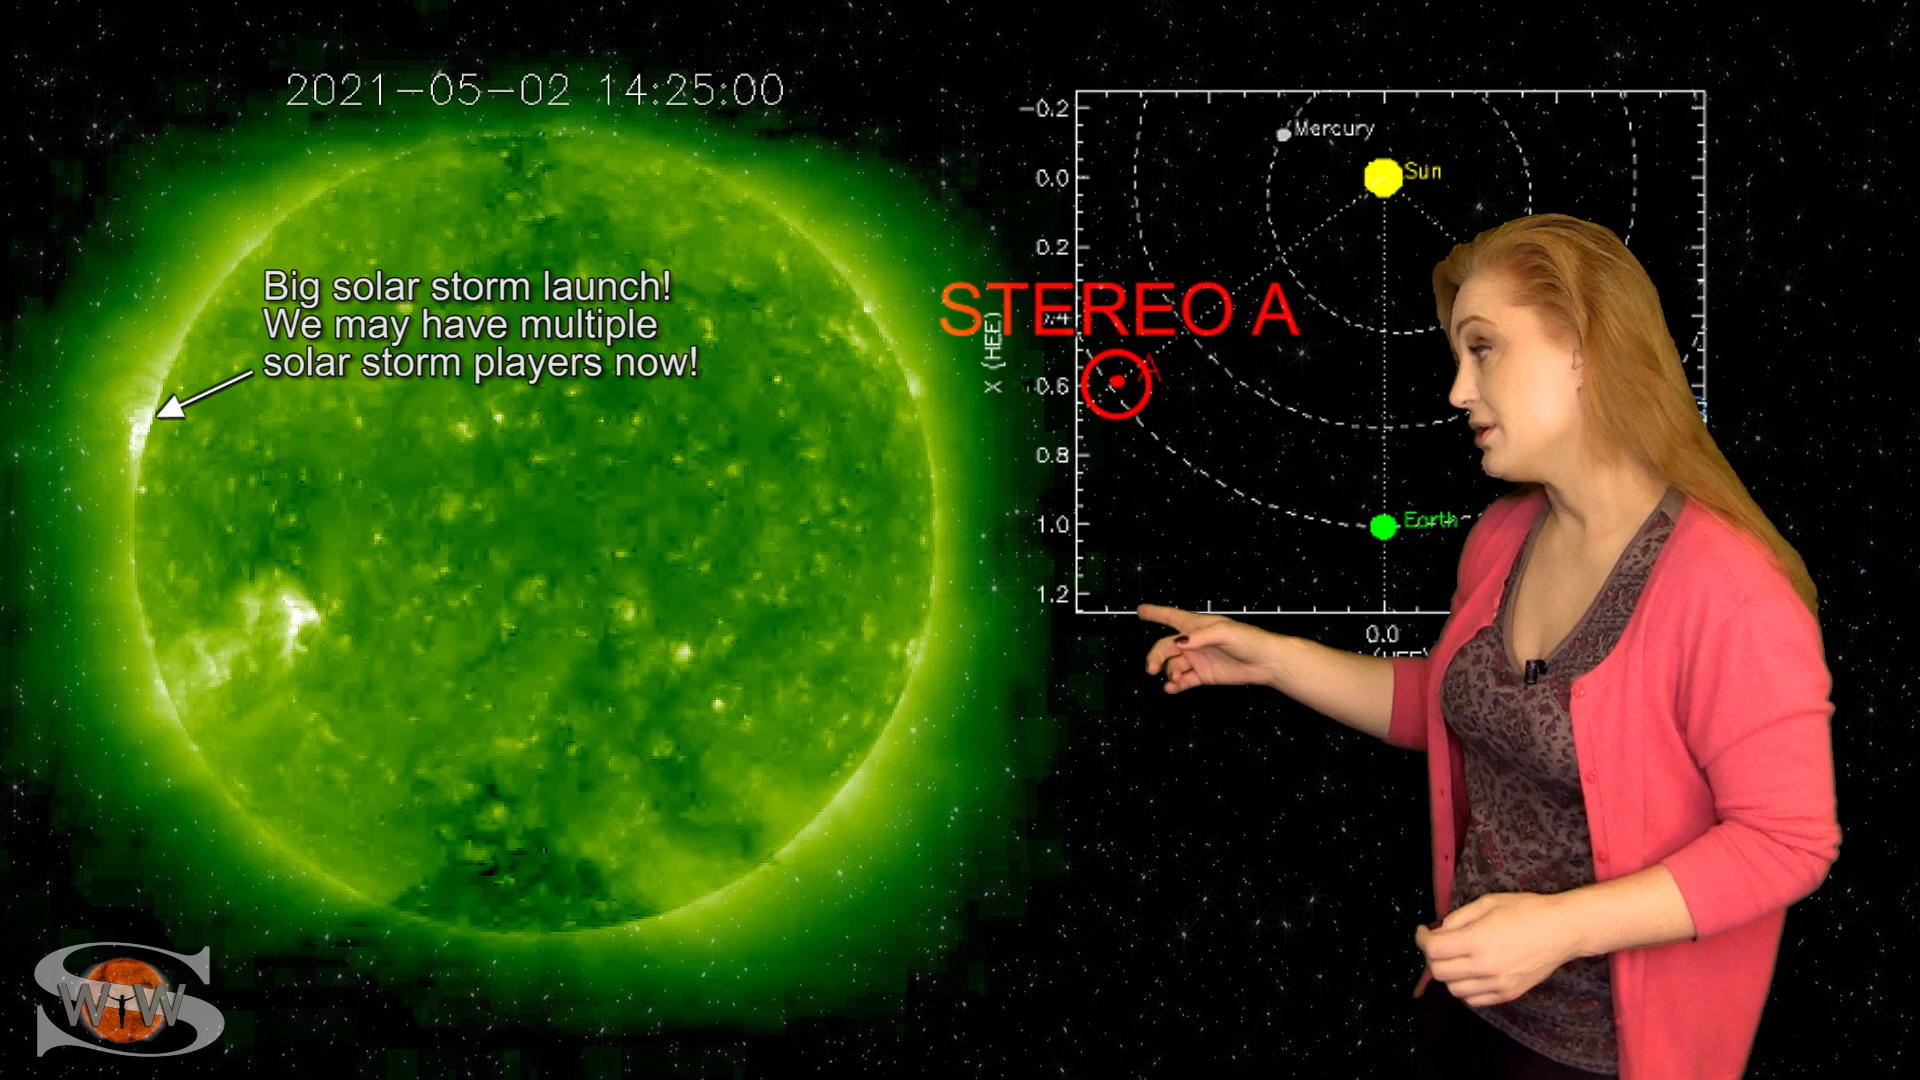 2021-05-02 14:25:00
Big solar storm launch!
We may have multiple
solar storm players now!
-0.2
Mercury
0.0
Sun
0.2
STEREO A
X (HEE)
A
0.6
0.8
1.0
Earth
1.2
0.0
S
WTW